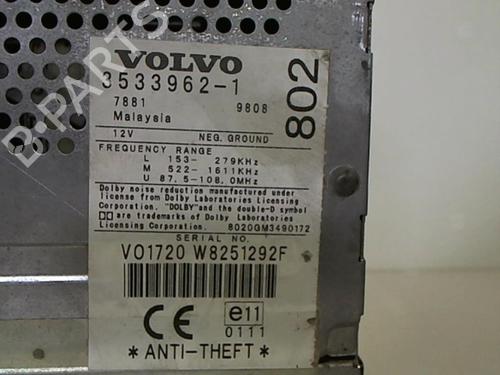 VOLVO
3533962-1
802
7881 9808
Malaysia
12V NEG. GROUND
FREQUENCY RANGE
L 153- 279KHz
M 522- 1611KHz
U 87.5-108.0MHz
Dolby noise reduction manufactured under
license from Dolby Laboratories Licensing
Corporation. "DOLBY" and the double-D symbol
are trademarks of Dolby Laboratories
Licensing Corporation. 8020GM3490172
SERIAL NO.
VO1720 W8251292F
CE e11
0111
*ANTI-THEFT*
B-PARTS